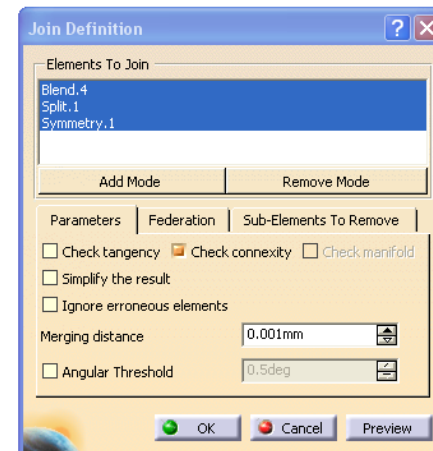 Join Definition ?
Elements To Join
Blend.4
Split.1
Symmetry.1
Add Mode Remove Mode
Parameters Federation Sub-Elements To Remove
Check tangency Check connexity Check manifold
Simplify the result
Ignore erroneous elements
Merging distance 0.001mm
Angular Threshold 0.5deg
OK Cancel Preview